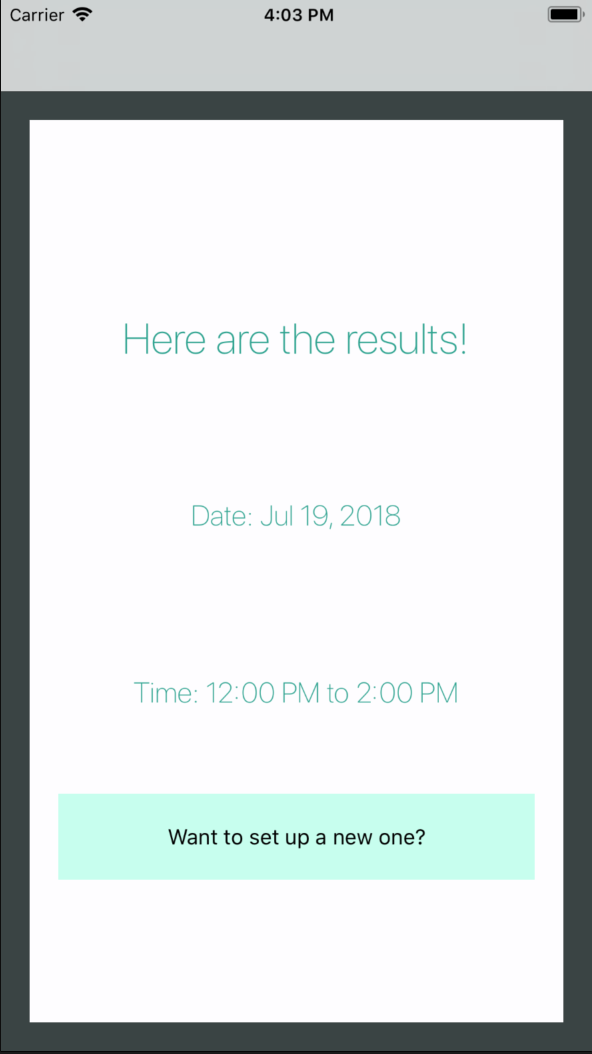 Carrier 4:03 PM
Here are the results!
Date: Jul 19, 2018
Time: 12:00 PM to 2:00 PM
Want to set up a new one?